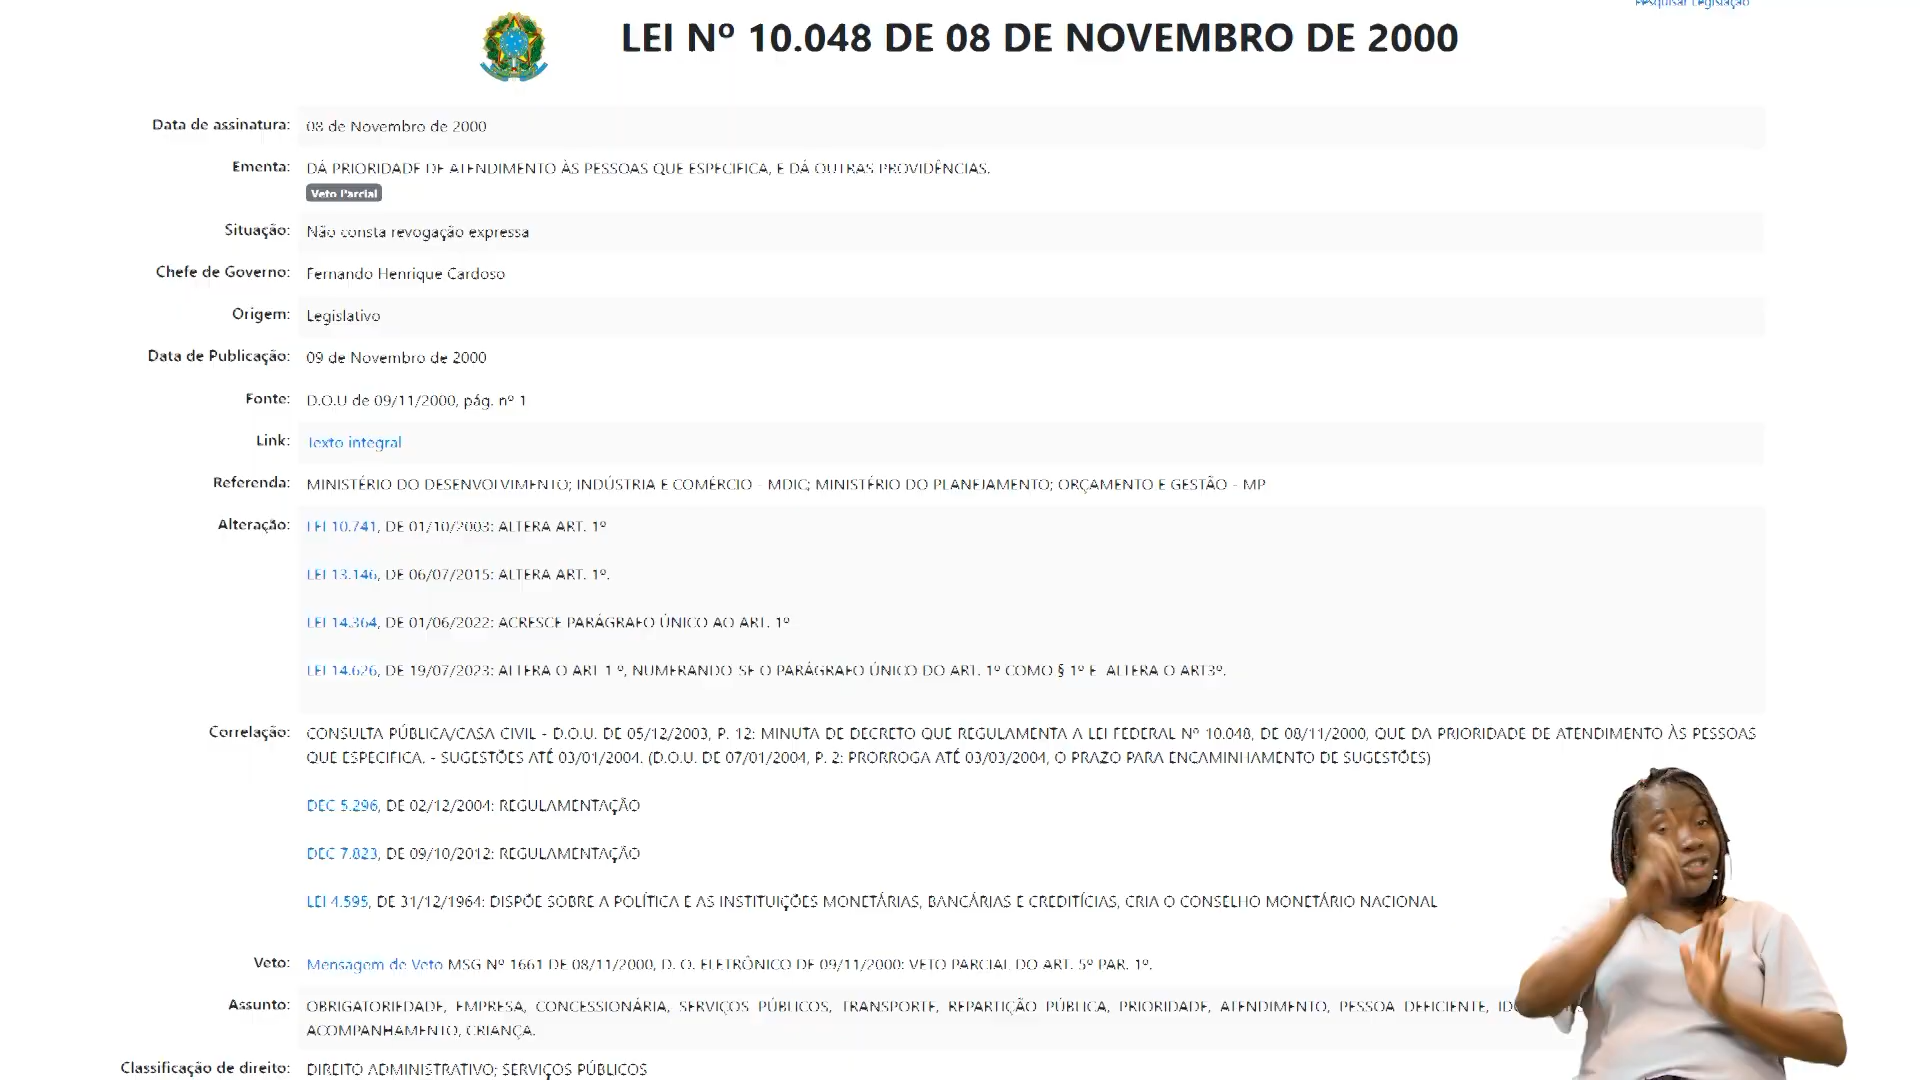 Pesquisar Legislação
LEI Nº 10.048 DE 08 DE NOVEMBRO DE 2000
Data de assinatura: 08 de Novembro de 2000
Ementa: DÁ PRIORIDADE DE ATENDIMENTO ÀS PESSOAS QUE ESPECIFICA, E DÁ OUTRAS PROVIDÊNCIAS.
Veto Parcial
Situação: Não consta revogação expressa
Chefe de Governo: Fernando Henrique Cardoso
Origem: Legislativo
Data de Publicação: 09 de Novembro de 2000
Fonte: D.O.U de 09/11/2000, pág. nº 1
Link: Texto integral
Referenda: MINISTÉRIO DO DESENVOLVIMENTO; INDÚSTRIA E COMÉRCIO - MDIC; MINISTÉRIO DO PLANEJAMENTO; ORÇAMENTO E GESTÃO - MP
Alteração: LEI 10.741, DE 01/10/2003: ALTERA ART. 1º
LEI 13.146, DE 06/07/2015: ALTERA ART. 1º.
LEI 14.364, DE 01/06/2022: ACRESCE PARÁGRAFO ÚNICO AO ART. 1º
LEI 14.626, DE 19/07/2023: ALTERA O ART 1 º, NUMERANDO-SE O PARÁGRAFO ÚNICO DO ART. 1º COMO § 1º E ALTERA O ART3º.
Correlação: CONSULTA PÚBLICA/CASA CIVIL - D.O.U. DE 05/12/2003, P. 12: MINUTA DE DECRETO QUE REGULAMENTA A LEI FEDERAL Nº 10.048, DE 08/11/2000, QUE DA PRIORIDADE DE ATENDIMENTO ÀS PESSOAS
QUE ESPECIFICA. - SUGESTÕES ATÉ 03/01/2004. (D.O.U. DE 07/01/2004, P. 2: PRORROGA ATÉ 03/03/2004, O PRAZO PARA ENCAMINHAMENTO DE SUGESTÕES)
DEC 5.296, DE 02/12/2004: REGULAMENTAÇÃO
DEC 7.823, DE 09/10/2012: REGULAMENTAÇÃO
LEI 4.595, DE 31/12/1964: DISPÕE SOBRE A POLÍTICA E AS INSTITUIÇÕES MONETÁRIAS, BANCÁRIAS E CREDITÍCIAS, CRIA O CONSELHO MONETÁRIO NACIONAL
Veto: Mensagem de Veto MSG Nº 1661 DE 08/11/2000, D. O. ELETRÔNICO DE 09/11/2000: VETO PARCIAL DO ART. 5º PAR. 1º.
Assunto: OBRIGATORIEDADE, EMPRESA, CONCESSIONÁRIA, SERVIÇOS PÚBLICOS, TRANSPORTE, REPARTIÇÃO PÚBLICA, PRIORIDADE, ATENDIMENTO, PESSOA DEFICIENTE,
ACOMPANHAMENTO, CRIANÇA.
Classificação de direito: DIREITO ADMINISTRATIVO; SERVIÇOS PÚBLICOS